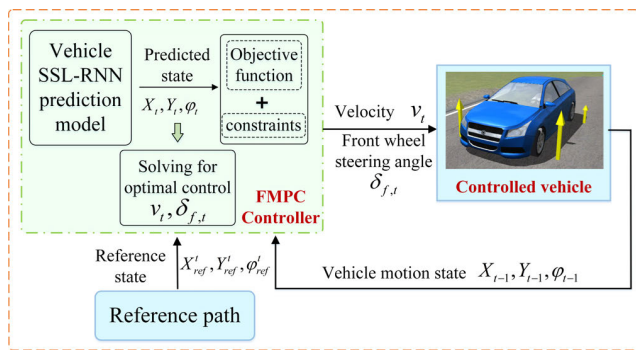 Vehicle
SSL-RNN
prediction
model
Predicted
state
X_t, Y_t, φ_t
Objective
function
+
constraints
Solving for
optimal control
v_t, δ_{f,t}
FMPC
Controller
Velocity v_t
Front wheel
steering angle
δ_{f,t}
Controlled vehicle
Reference
state
X^t_{ref}, Y^t_{ref}, φ^t_{ref}
Reference path
Vehicle motion state X_{t-1}, Y_{t-1}, φ_{t-1}